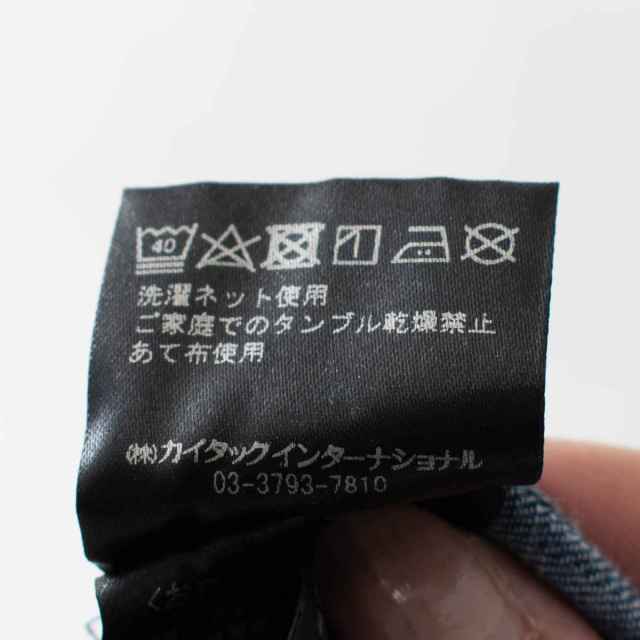 40
洗濯ネット使用
ご家庭でのタンブル乾燥禁止
あて布使用
㈱カイタックインターナショナル
03-3793-7810